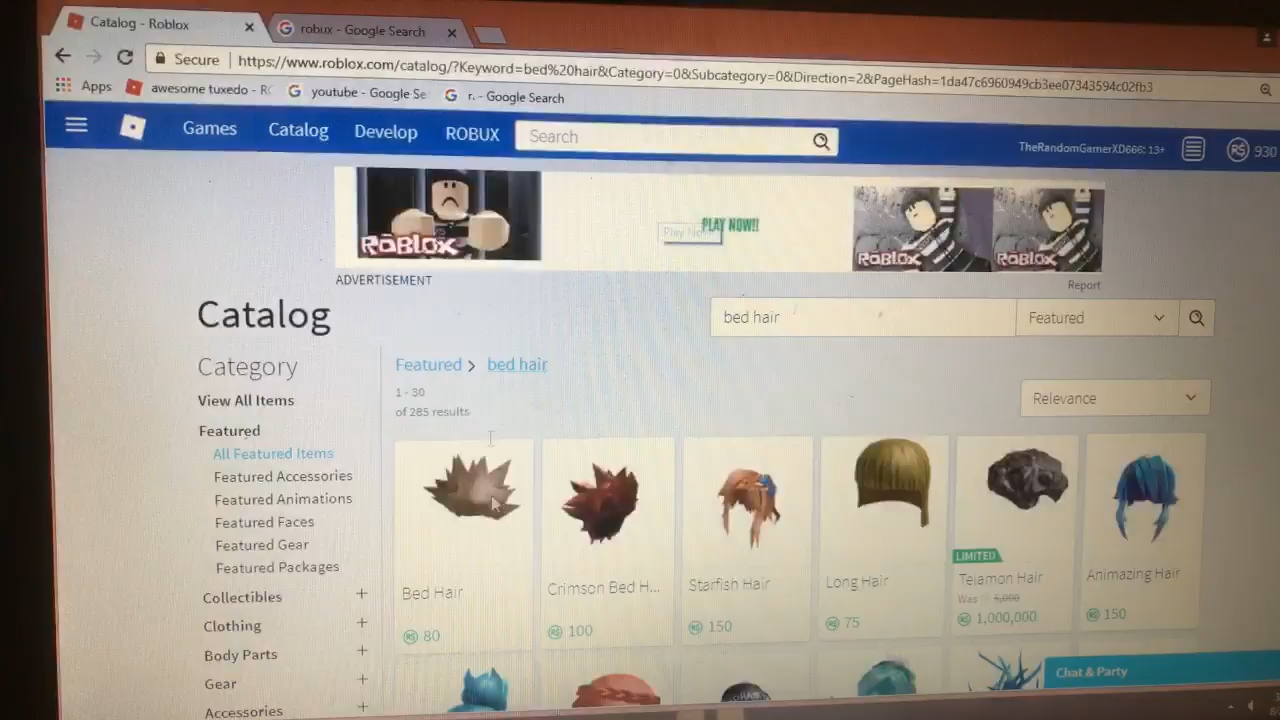 Catalog - Roblox
robux - Google Search
Secure
https://www.roblox.com/catalog/?Keyword=bed%20hair&Category=0&Subcategory=0&Direction=2&PageHash=1da47c6960949cb3ee07343594c02fb3
Apps
awesome tuxedo - R
youtube - Google Se
r. - Google Search
Games
Catalog
Develop
ROBUX
Search
TheRandomGamerXD666: 13+
R$ 930
ROBLOX
PLAY NOW!!
ROBLOX
ROBLOX
ADVERTISEMENT
Report
Catalog
bed hair
Featured
Category
Featured > bed hair
View All Items
1 - 30
of 285 results
Relevance
Featured
All Featured Items
Featured Accessories
Featured Animations
Featured Faces
Featured Gear
Featured Packages
Collectibles +
Clothing +
Body Parts +
Gear +
Accessories +
Bed Hair
R$ 80
Crimson Bed H...
R$ 100
Starfish Hair
R$ 150
Long Hair
R$ 75
LIMITED
Telamon Hair
Was 5,000
R$ 1,000,000
Animazing Hair
R$ 150
Chat & Party